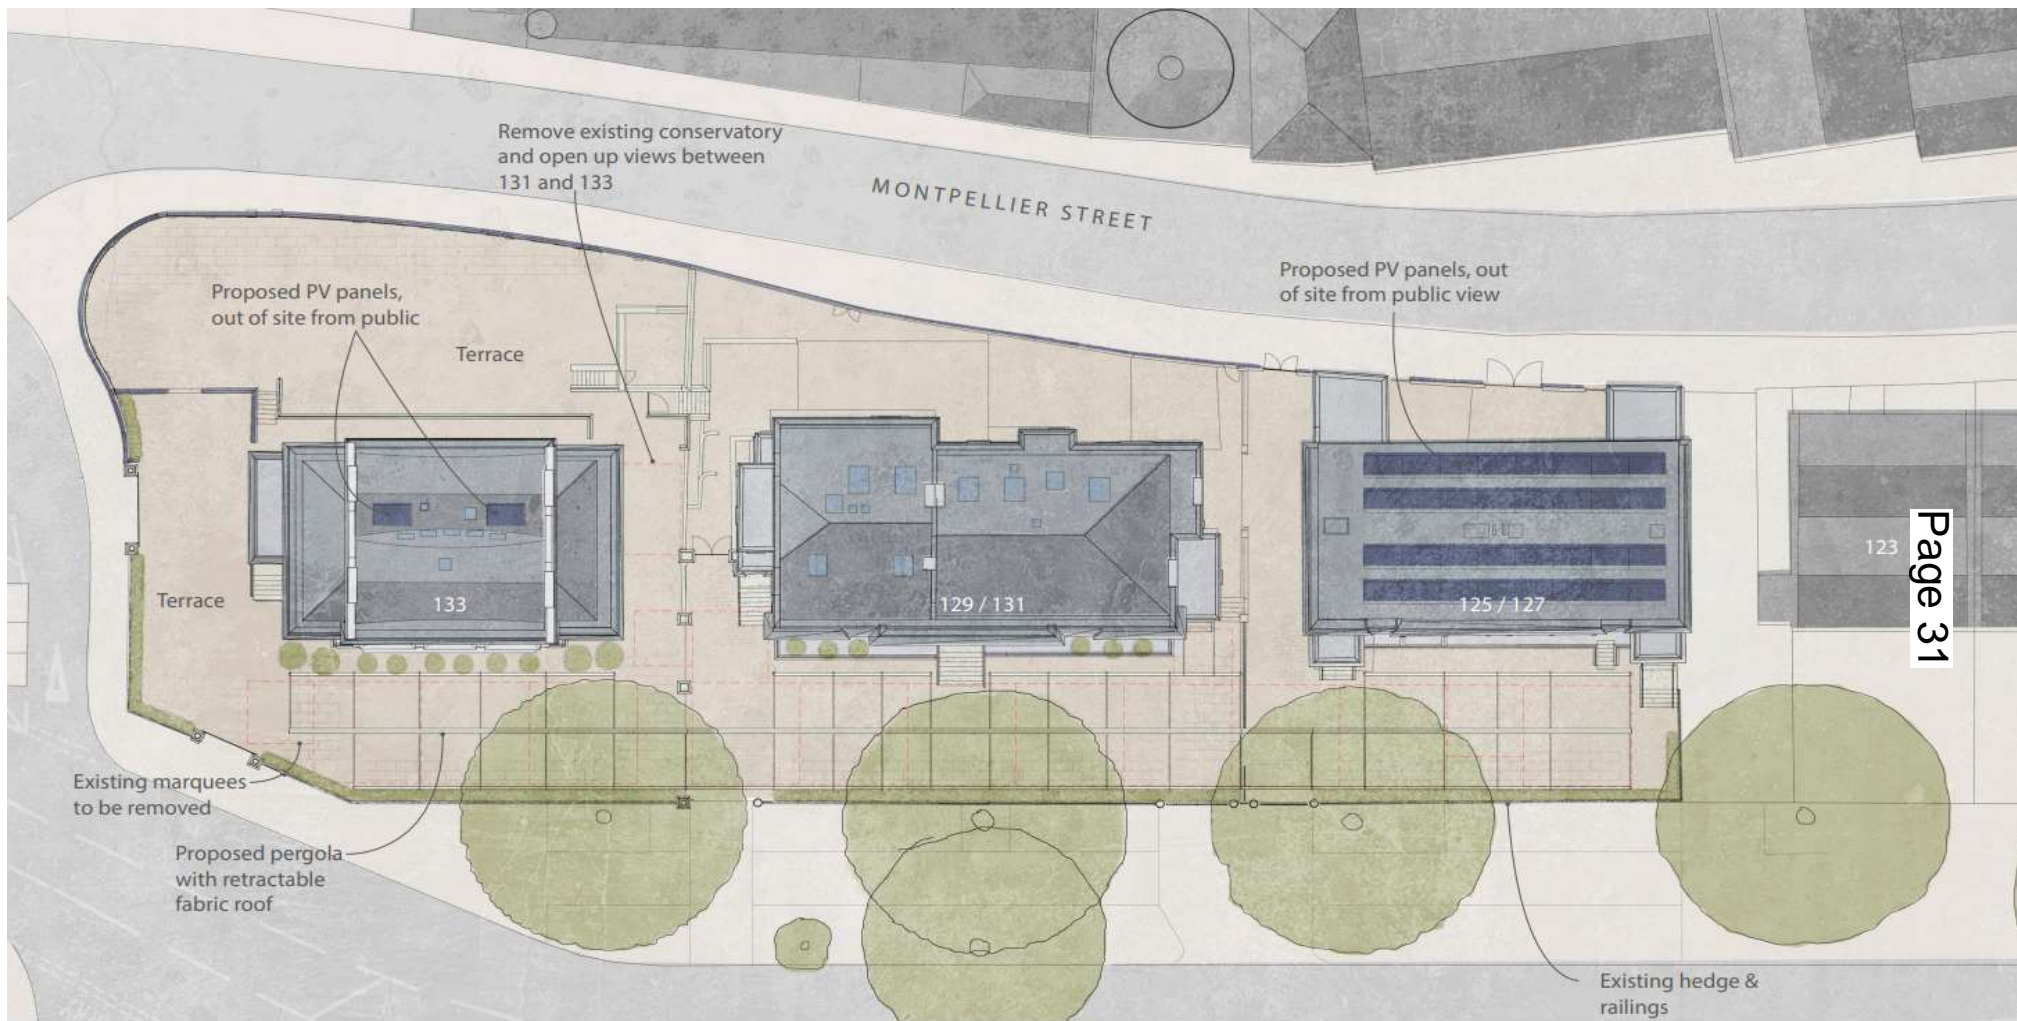 Remove existing conservatory
and open up views between
131 and 133
MONTPELLIER STREET
Proposed PV panels,
out of site from public
Proposed PV panels, out
of site from public view
Terrace
Terrace
133
129 / 131
125 / 127
123
Page 31
Existing marquees
to be removed
Proposed pergola
with retractable
fabric roof
Existing hedge &
railings